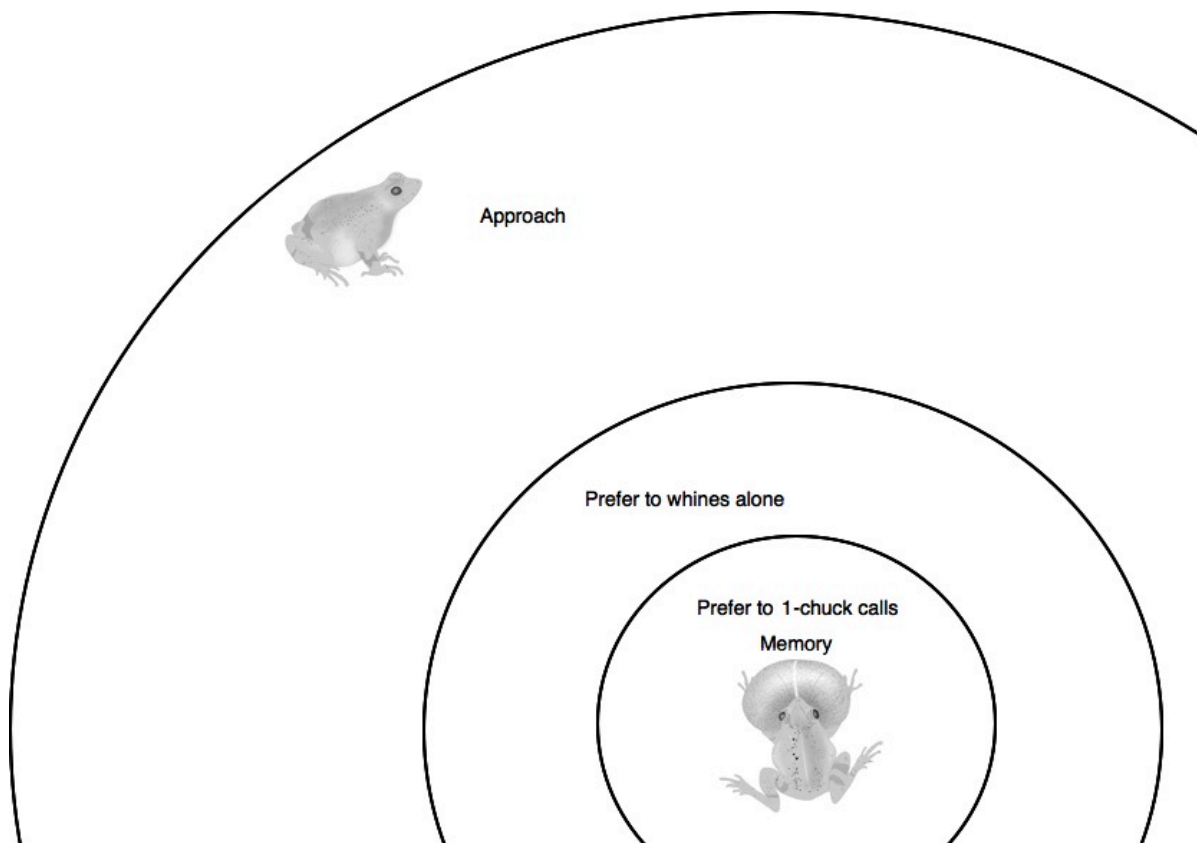 Approach
Prefer to whines alone
Prefer to 1-chuck calls
Memory